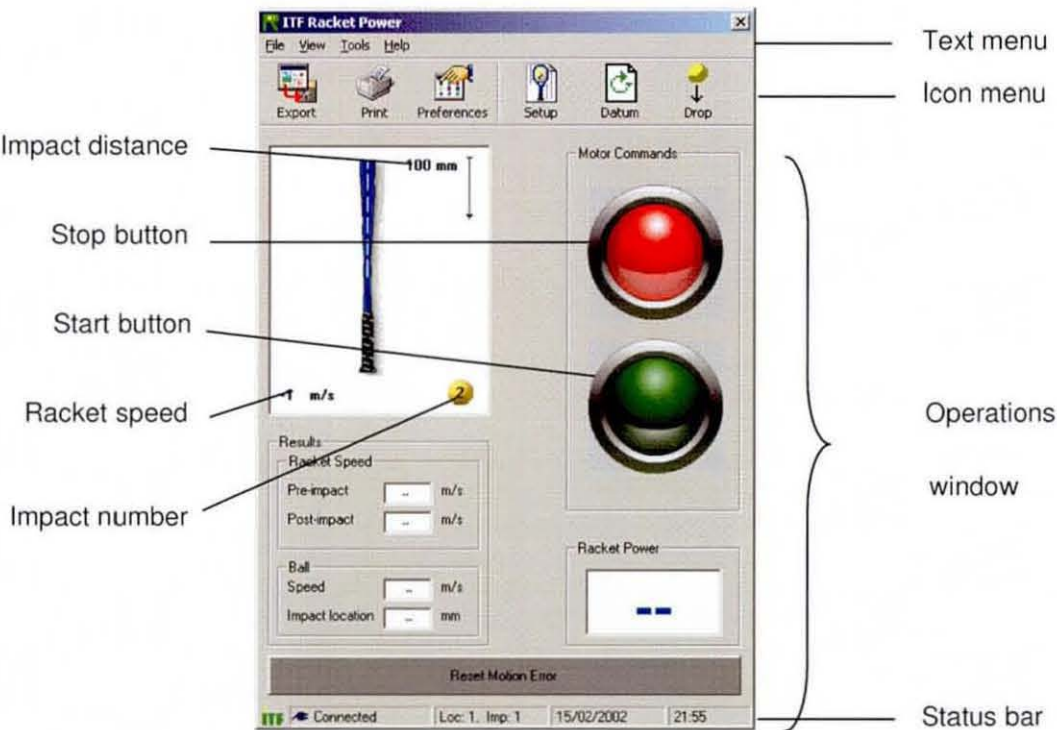 ITF Racket Power
File View Tools Help
Text menu
Export Print Preferences Setup Datum Drop
Icon menu
Impact distance
100 mm
Motor Commands
Stop button
Start button
Racket speed
-1 m/s
2
Operations
window
Impact number
Results
Racket Speed
Pre-impact -- m/s
Post-impact -- m/s
Ball
Speed -- m/s
Impact location -- mm
Racket Power
--
Reset Motion Error
ITF Connected Loc: 1, Imp: 1 15/02/2002 21:55
Status bar